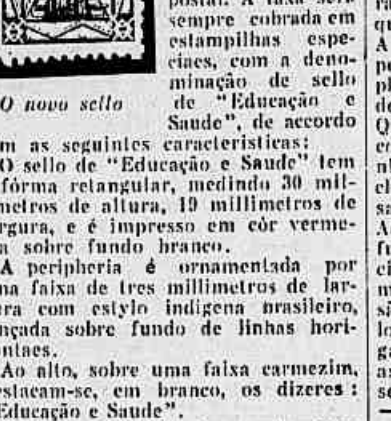 postal. A taxa será
sempre cobrada em
estampilhas espe-
ciaes, com a deno-
minação de sello
de "Educação e
Saude", de accordo
O novo sello
m as seguintes caracteristicas:
O sello de "Educação e Saude" tem
fórma retangular, medindo 30 mil-
metros de altura, 19 millimetros de
rgura, e é impresso em côr verme-
a sobre fundo branco.
A peripheria é ornamentada por
ma faixa de tres millimetros de lar-
ra com estylo indigena brasileiro,
nçada sobre fundo de linhas hori-
ontaes.
Ao alto, sobre uma faixa carmezim,
estacam-se, em branco, os dizeres:
Educação e Saude".